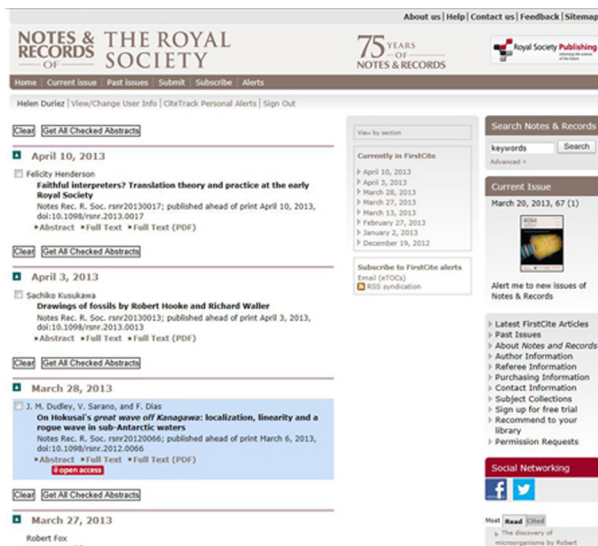 About us | Help | Contact us | Feedback | Sitemap
NOTES & RECORDS OF THE ROYAL SOCIETY
75 YEARS OF NOTES & RECORDS
Royal Society Publishing
Home Current issue Past issues Submit Subscribe Alerts
Helen Duriez | View/Change User Info | CiteTrack Personal Alerts | Sign Out
Clear Get All Checked Abstracts
April 10, 2013
Felicity Henderson
Faithful interpreters? Translation theory and practice at the early
Royal Society
Notes Rec. R. Soc. rsnr20130017; published ahead of print April 10, 2013,
doi:10.1098/rsnr.2013.0017
Abstract Full Text Full Text (PDF)
Clear Get All Checked Abstracts
April 3, 2013
Sachiko Kusukawa
Drawings of fossils by Robert Hooke and Richard Waller
Notes Rec. R. Soc. rsnr20130013; published ahead of print April 3, 2013,
doi:10.1098/rsnr.2013.0013
Abstract Full Text Full Text (PDF)
Clear Get All Checked Abstracts
March 28, 2013
J. M. Dudley, V. Sarano, and F. Dias
On Hokusai's great wave off Kanagawa: localization, linearity and a
rogue wave in sub-Antarctic waters
Notes Rec. R. Soc. rsnr20120066; published ahead of print March 6, 2013,
doi:10.1098/rsnr.2012.0066
Abstract Full Text Full Text (PDF)
open access
Clear Get All Checked Abstracts
March 27, 2013
Robert Fox
View by section
Currently in FirstCite
April 10, 2013
April 3, 2013
March 28, 2013
March 27, 2013
March 13, 2013
February 27, 2013
January 2, 2013
December 19, 2012
Subscribe to FirstCite alerts
Email (eTOCs)
RSS syndication
Search Notes & Records
keywords Search
Advanced »
Current Issue
March 20, 2013, 67 (1)
Alert me to new issues of
Notes & Records
Latest FirstCite Articles
Past Issues
About Notes and Records
Author Information
Referee Information
Purchasing Information
Contact Information
Subject Collections
Sign up for free trial
Recommend to your
library
Permission Requests
Social Networking
Most Read Cited
The discovery of
microorganisms by Robert